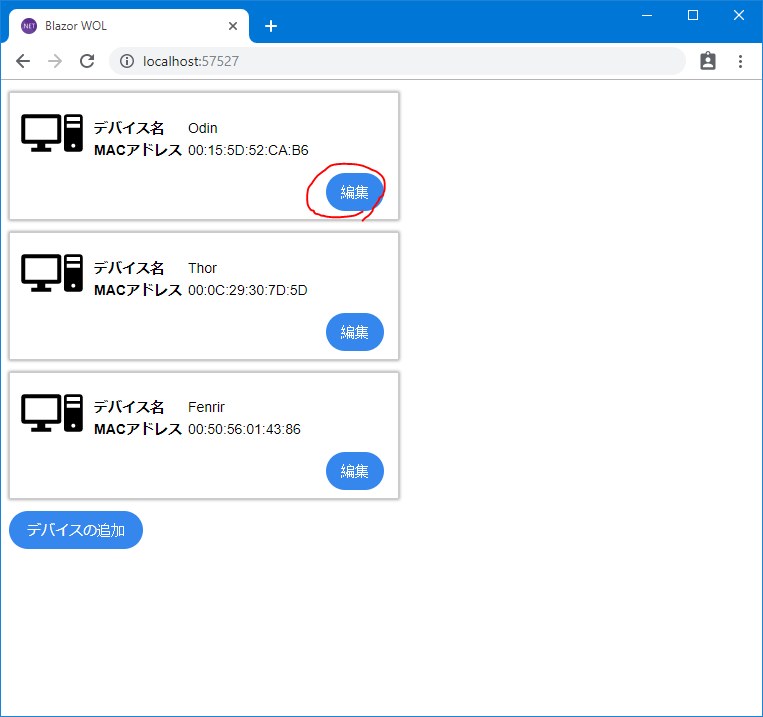 NET Blazor WOL
localhost:57527
デバイス名 Odin
MACアドレス 00:15:5D:52:CA:B6
編集
デバイス名 Thor
MACアドレス 00:0C:29:30:7D:5D
編集
デバイス名 Fenrir
MACアドレス 00:50:56:01:43:86
編集
デバイスの追加